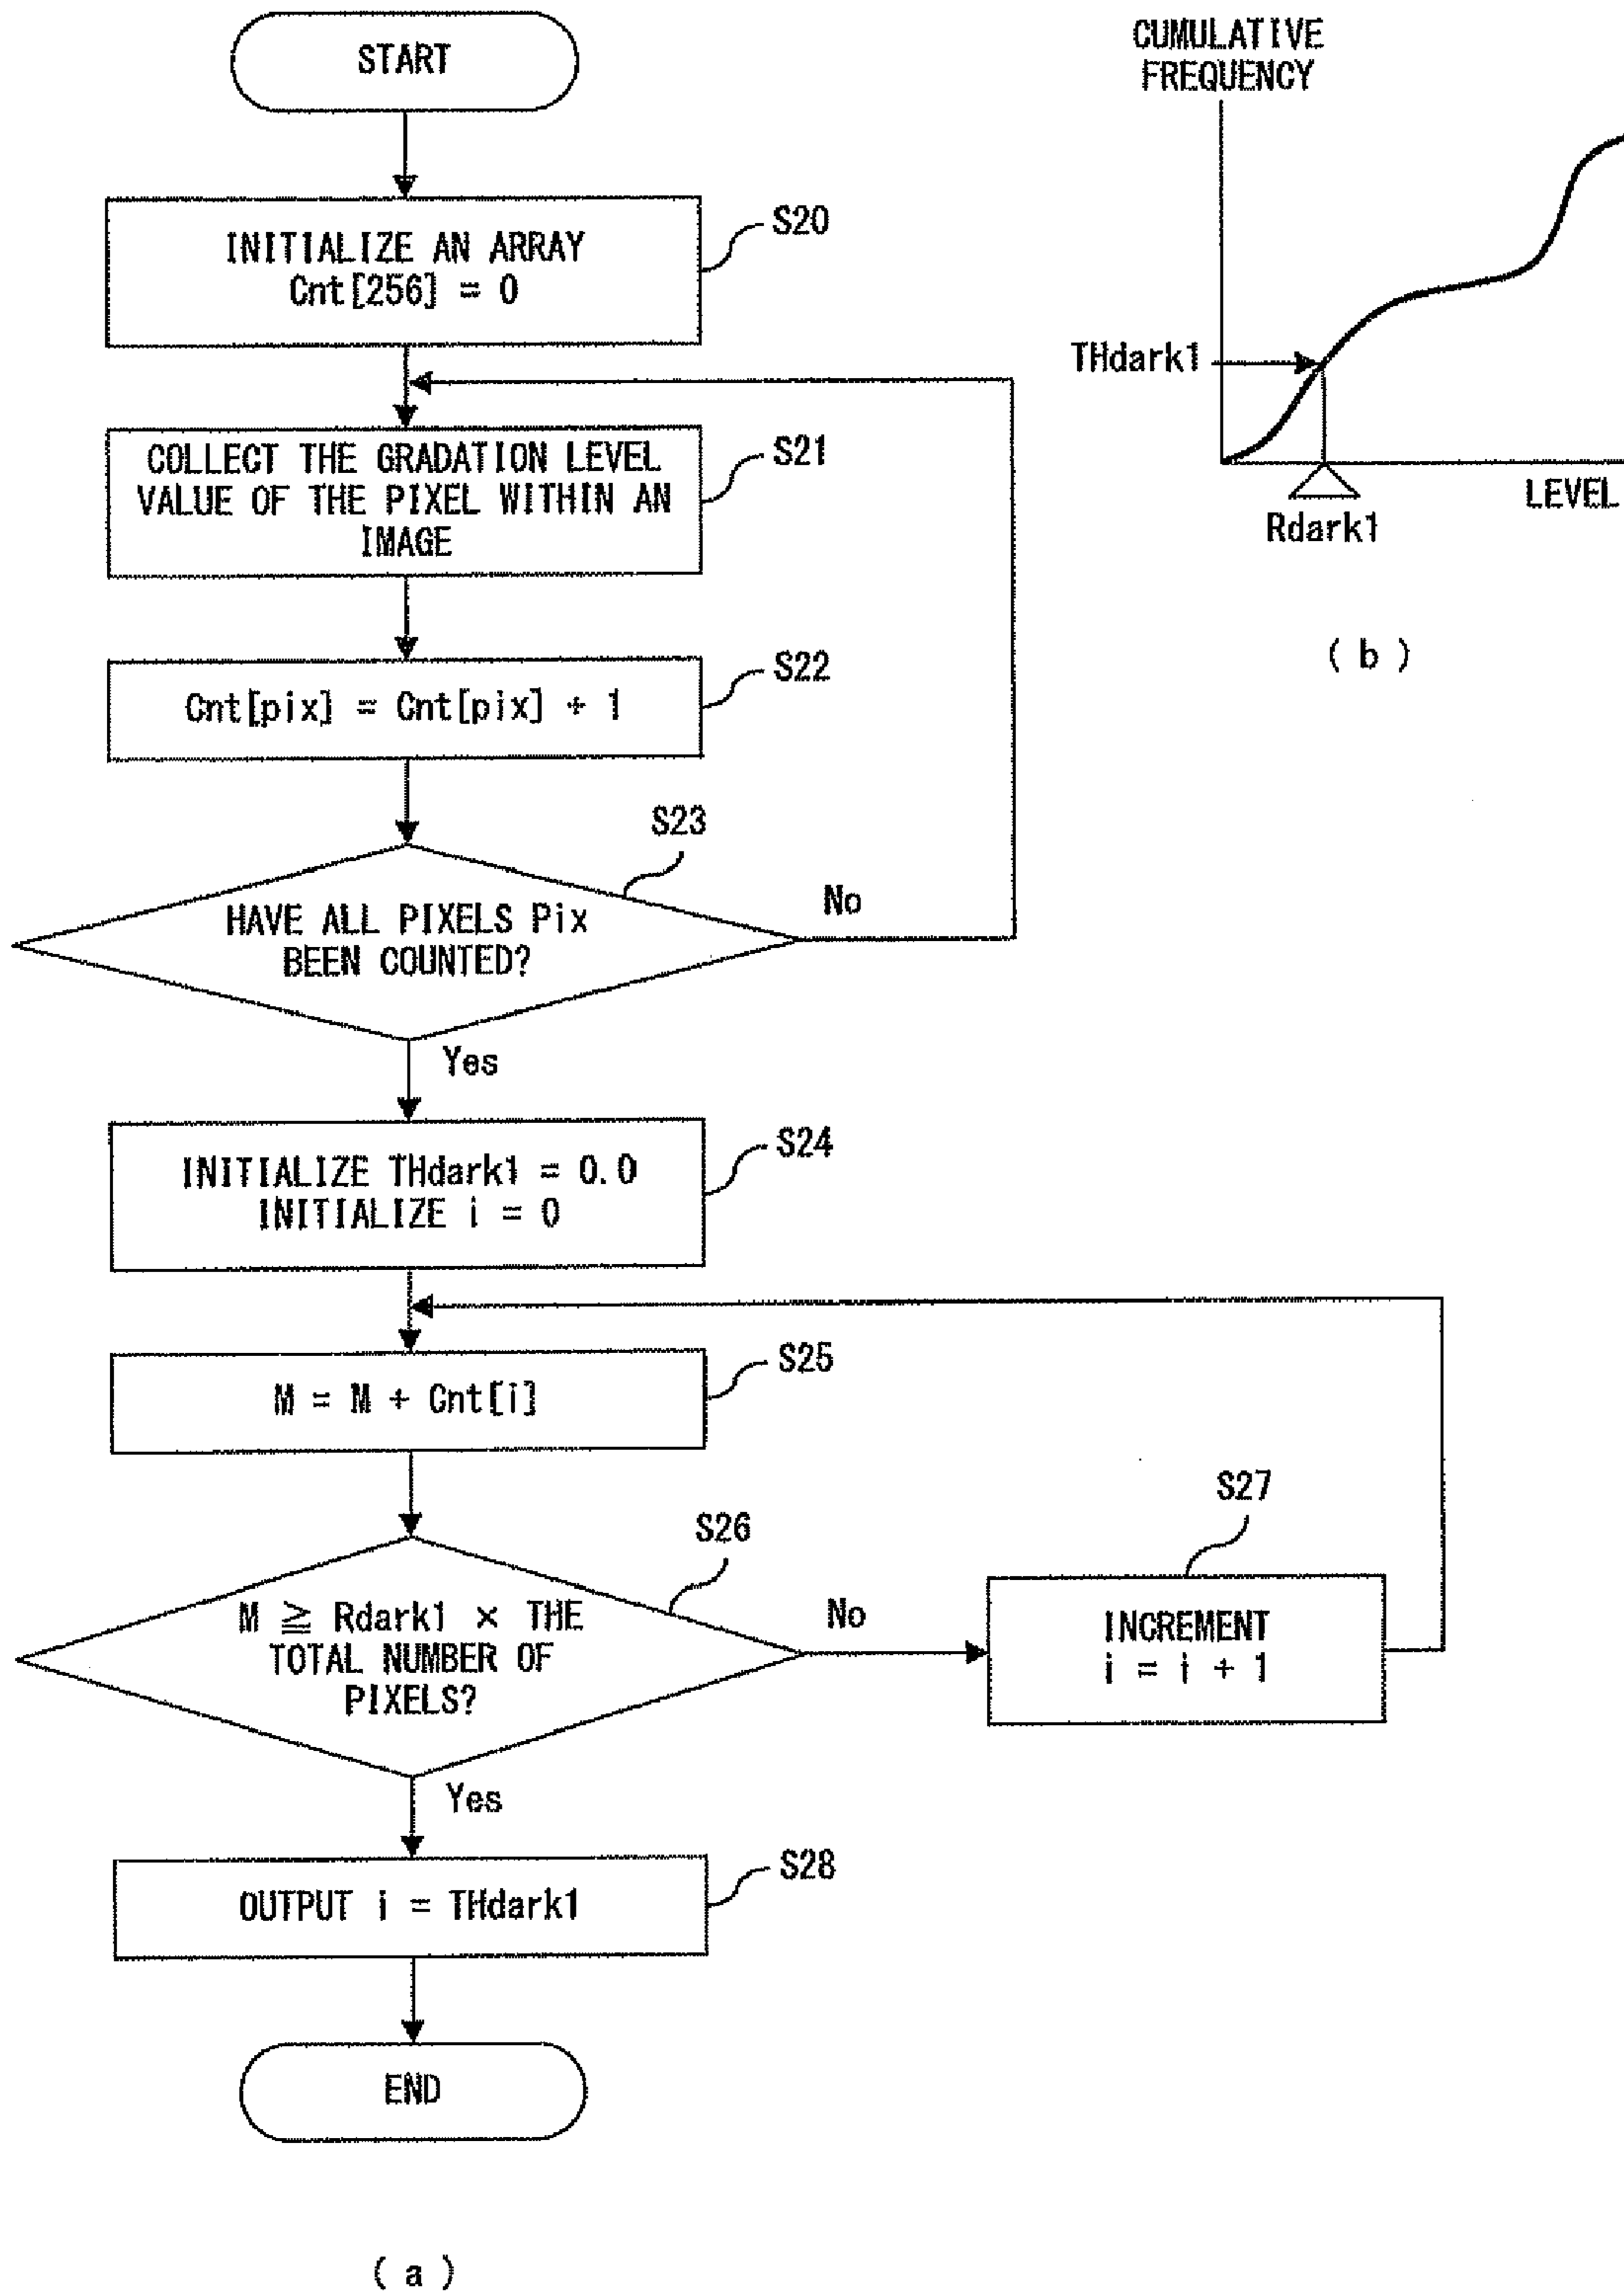 START
INITIALIZE AN ARRAY
Cnt[256] = 0
S20
COLLECT THE GRADATION LEVEL
VALUE OF THE PIXEL WITHIN AN
IMAGE
S21
Cnt[pix] = Cnt[pix] + 1
S22
HAVE ALL PIXELS Pix
BEEN COUNTED?
S23
No
Yes
INITIALIZE THdark1 = 0.0
INITIALIZE i = 0
S24
M = M + Cnt[i]
S25
M ≧ Rdark1 × THE
TOTAL NUMBER OF
PIXELS?
S26
No
INCREMENT
i = i + 1
S27
Yes
OUTPUT i = THdark1
S28
END
( a )
CUMULATIVE
FREQUENCY
THdark1
LEVEL
Rdark1
( b )